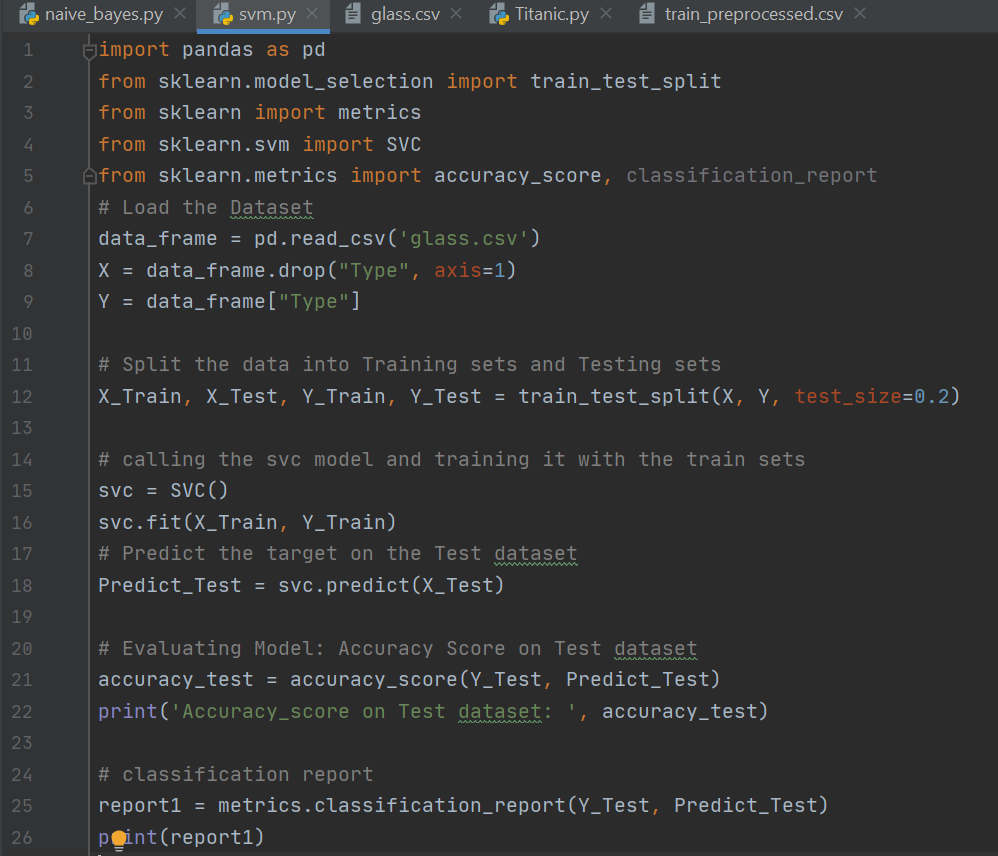 naive_bayes.py svm.py glass.csv Titanic.py train_preprocessed.csv
1 import pandas as pd
2 from sklearn.model_selection import train_test_split
3 from sklearn import metrics
4 from sklearn.svm import SVC
5 from sklearn.metrics import accuracy_score, classification_report
6 # Load the Dataset
7 data_frame = pd.read_csv('glass.csv')
8 X = data_frame.drop("Type", axis=1)
9 Y = data_frame["Type"]
10
11 # Split the data into Training sets and Testing sets
12 X_Train, X_Test, Y_Train, Y_Test = train_test_split(X, Y, test_size=0.2)
13
14 # calling the svc model and training it with the train sets
15 svc = SVC()
16 svc.fit(X_Train, Y_Train)
17 # Predict the target on the Test dataset
18 Predict_Test = svc.predict(X_Test)
19
20 # Evaluating Model: Accuracy Score on Test dataset
21 accuracy_test = accuracy_score(Y_Test, Predict_Test)
22 print('Accuracy_score on Test dataset: ', accuracy_test)
23
24 # classification report
25 report1 = metrics.classification_report(Y_Test, Predict_Test)
26 print(report1)